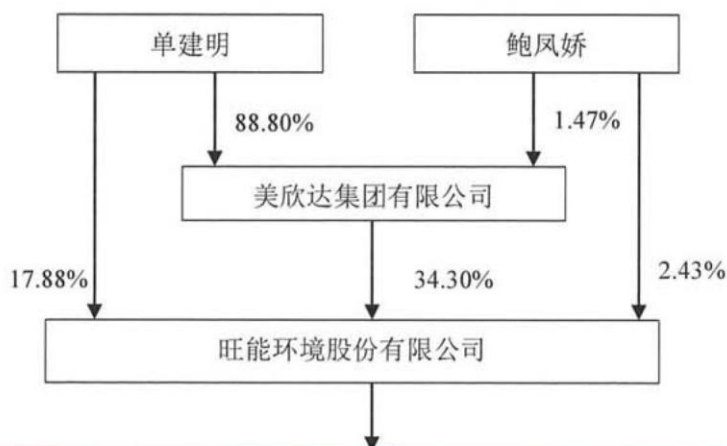 单建明
鲍凤娇
88.80%
1.47%
美欣达集团有限公司
17.88%
34.30%
2.43%
旺能环境股份有限公司